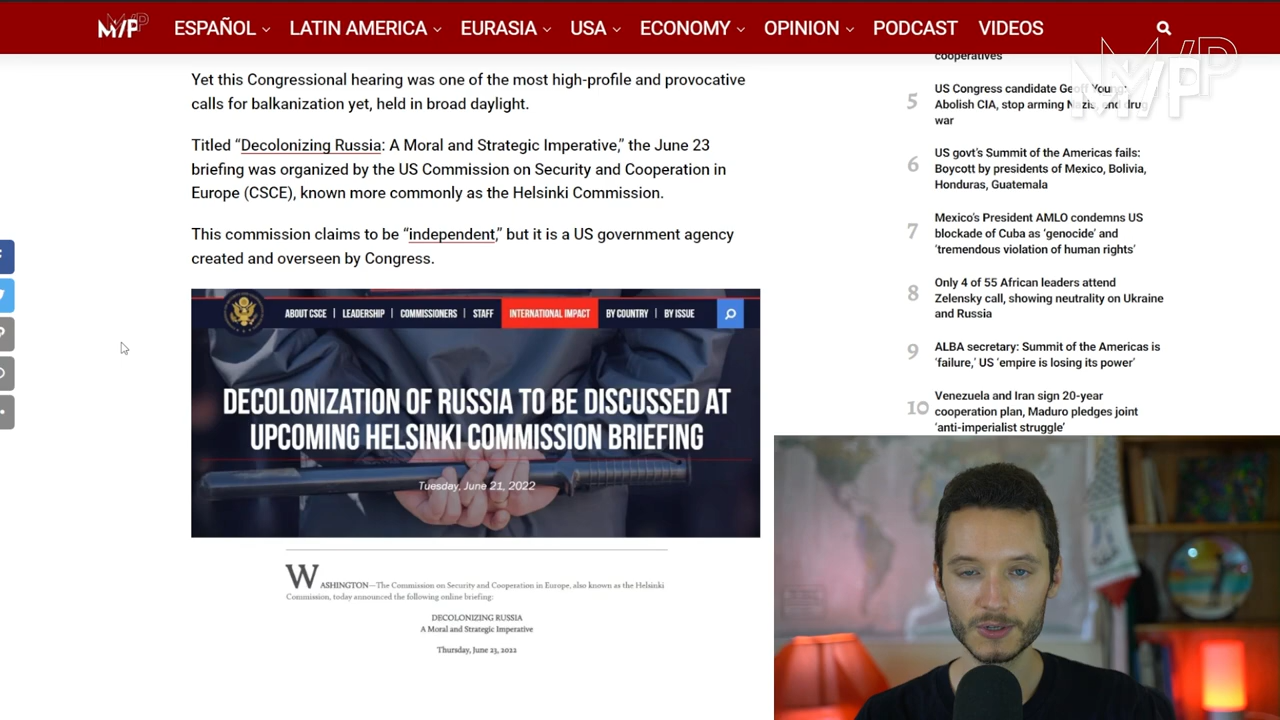 M//P ESPAÑOL LATIN AMERICA EURASIA USA ECONOMY OPINION PODCAST VIDEOS
M//P
Yet this Congressional hearing was one of the most high-profile and provocative
calls for balkanization yet, held in broad daylight.
Titled “Decolonizing Russia: A Moral and Strategic Imperative,” the June 23
briefing was organized by the US Commission on Security and Cooperation in
Europe (CSCE), known more commonly as the Helsinki Commission.
This commission claims to be “independent,” but it is a US government agency
created and overseen by Congress.
ABOUT CSCE | LEADERSHIP | COMMISSIONERS | STAFF INTERNATIONAL IMPACT BY COUNTRY | BY ISSUE
DECOLONIZATION OF RUSSIA TO BE DISCUSSED AT
UPCOMING HELSINKI COMMISSION BRIEFING
Tuesday, June 21, 2022
WASHINGTON—The Commission on Security and Cooperation in Europe, also known as the Helsinki
Commission, today announced the following online briefing:
DECOLONIZING RUSSIA
A Moral and Strategic Imperative
Thursday, June 23, 2022
cooperatives
5 US Congress candidate Geoff Young:
Abolish CIA, stop arming Nazis, end drug
war
6 US govt’s Summit of the Americas fails:
Boycott by presidents of Mexico, Bolivia,
Honduras, Guatemala
7 Mexico’s President AMLO condemns US
blockade of Cuba as ‘genocide’ and
‘tremendous violation of human rights’
8 Only 4 of 55 African leaders attend
Zelensky call, showing neutrality on Ukraine
and Russia
9 ALBA secretary: Summit of the Americas is
‘failure,’ US ‘empire is losing its power’
10 Venezuela and Iran sign 20-year
cooperation plan, Maduro pledges joint
‘anti-imperialist struggle’